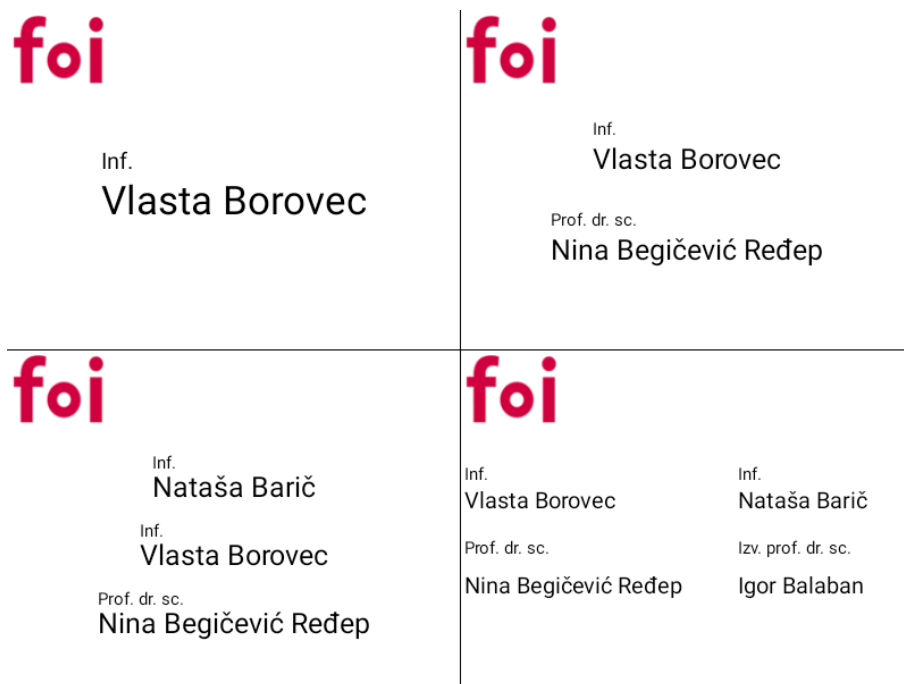 foi
Inf.
Vlasta Borovec
foi
Inf.
Vlasta Borovec
Prof. dr. sc.
Nina Begičević Ređep
foi
Inf.
Nataša Barič
Inf.
Vlasta Borovec
Prof. dr. sc.
Nina Begičević Ređep
foi
Inf.
Vlasta Borovec
Inf.
Nataša Barič
Prof. dr. sc.
Nina Begičević Ređep
Izv. prof. dr. sc.
Igor Balaban